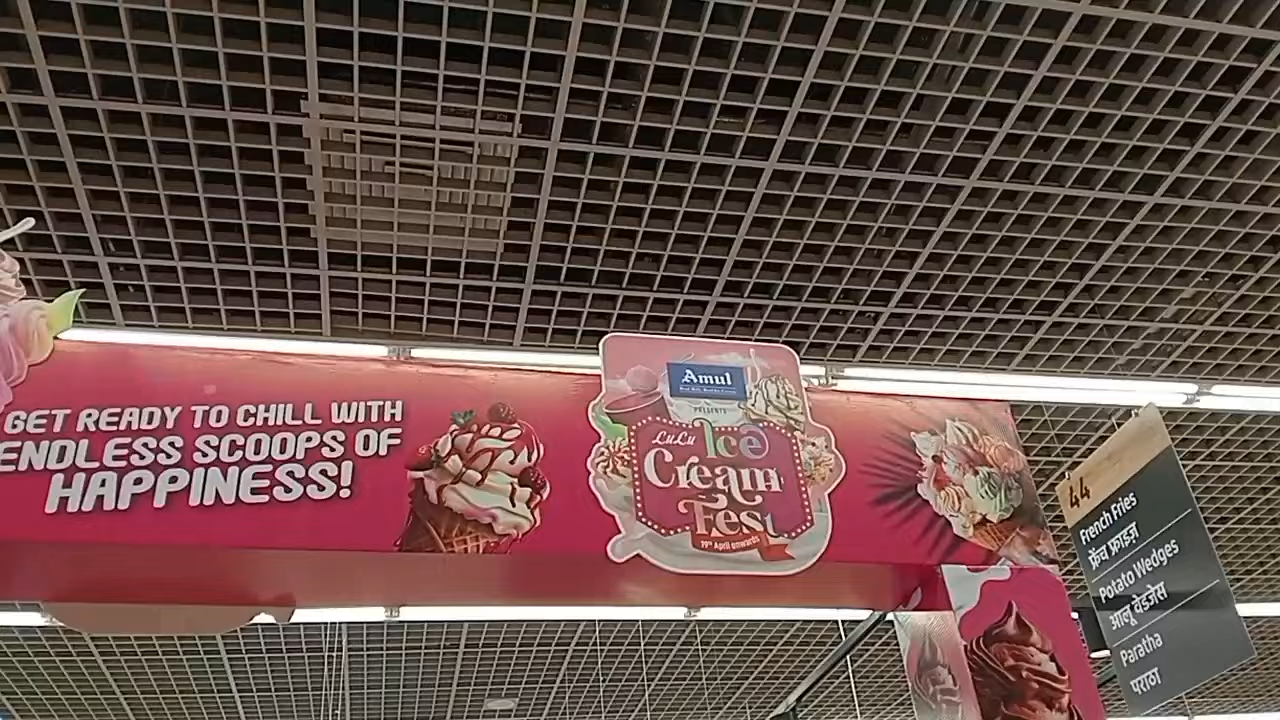 GET READY TO CHILL WITH
ENDLESS SCOOPS OF
HAPPINESS!
Amul
PRESENTS
LuLu
Ice
Cream
Fest
19th April onwards
44
French Fries
फ्रेंच फ्राइज़
Potato Wedges
आलू वेडजेस
Paratha
पराठा